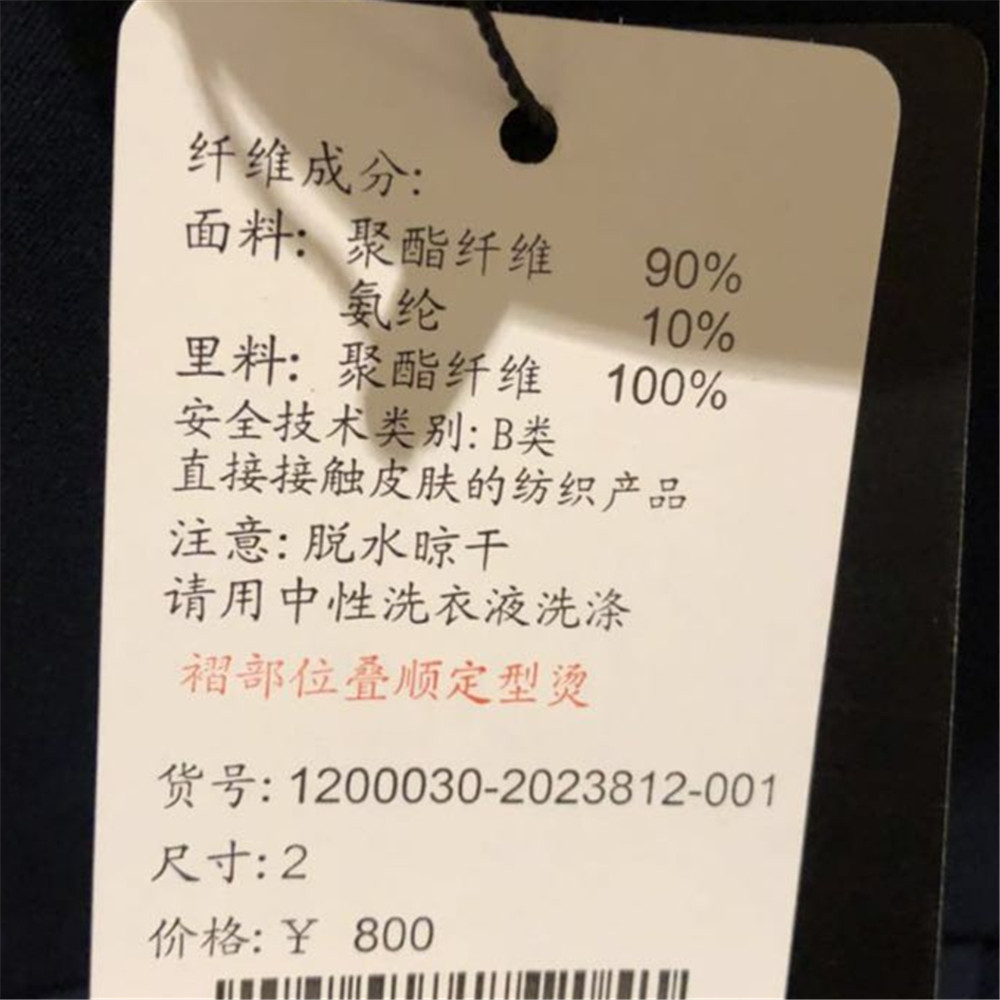 纤维成分:
面料: 聚酯纤维 90%
氨纶 10%
里料: 聚酯纤维 100%
安全技术类别: B类
直接接触皮肤的纺织产品
注意: 脱水晾干
请用中性洗衣液洗涤
褶部位叠顺定型烫
货号: 1200030-2023812-001
尺寸: 2
价格: ¥ 800